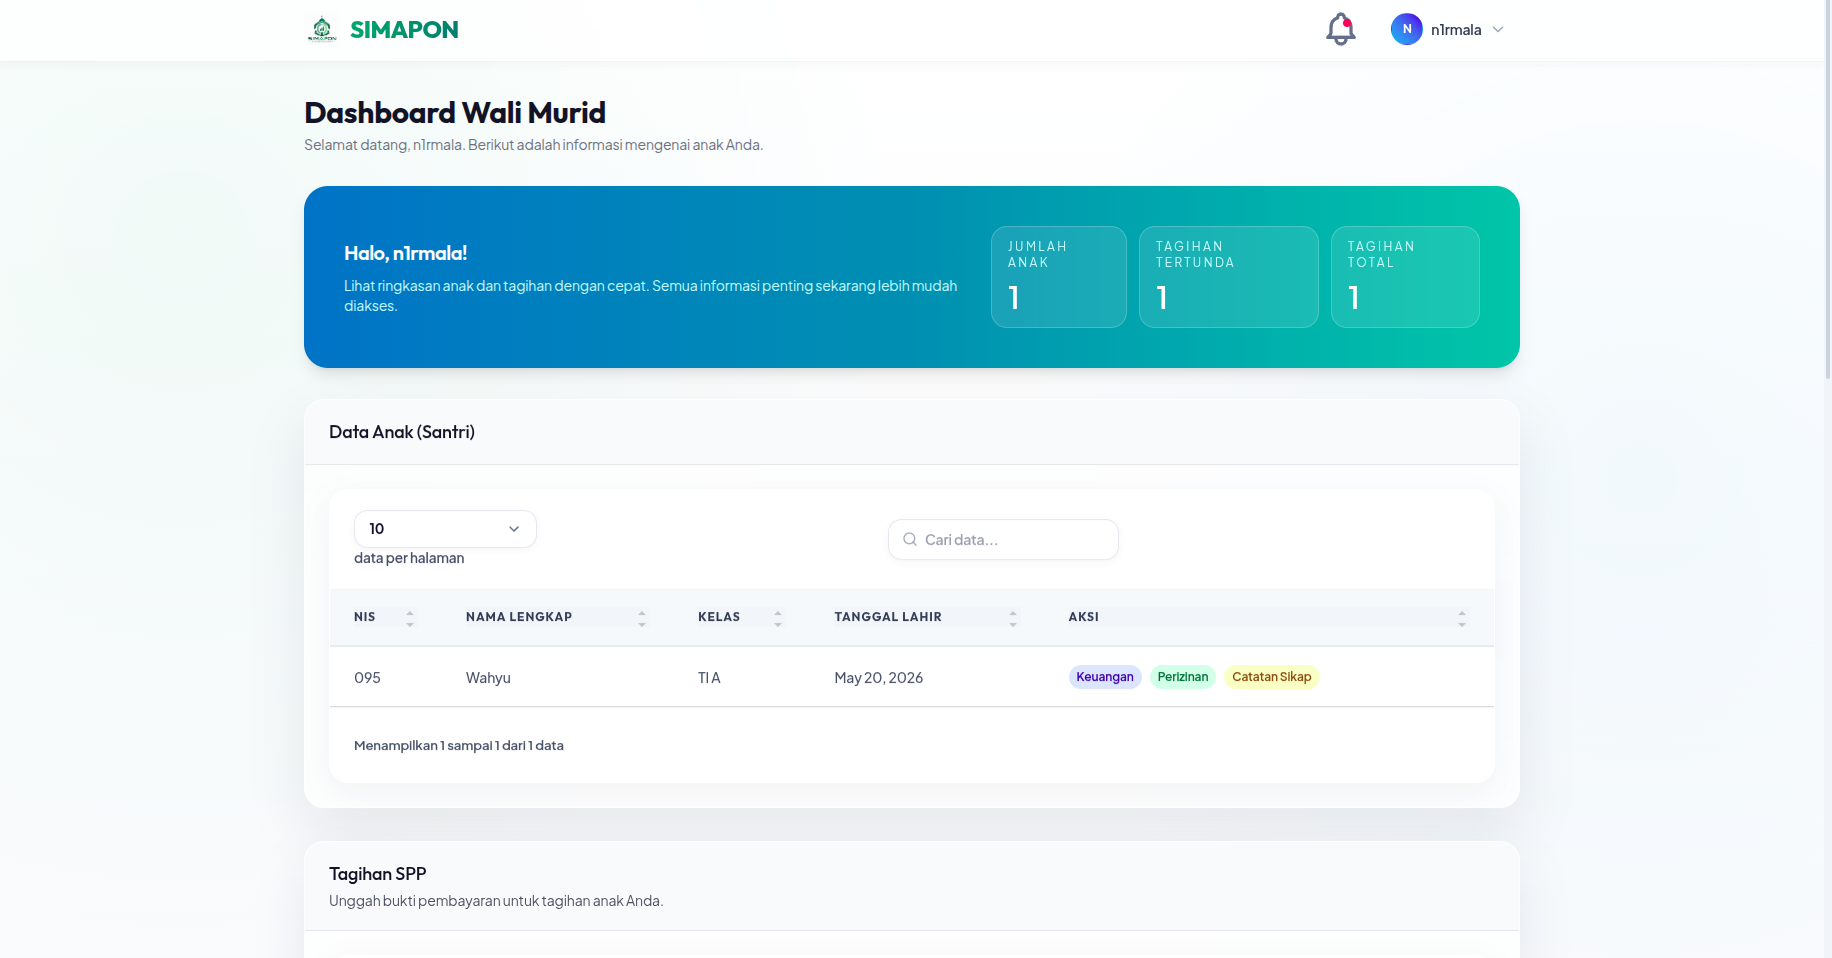 SIMAPON
SIMAPON
N
n1rmala
Dashboard Wali Murid
Selamat datang, n1rmala. Berikut adalah informasi mengenai anak Anda.
Halo, n1rmala!
Lihat ringkasan anak dan tagihan dengan cepat. Semua informasi penting sekarang lebih mudah
diakses.
JUMLAH
ANAK
1
TAGIHAN
TERTUNDA
1
TAGIHAN
TOTAL
1
Data Anak (Santri)
10
data per halaman
Cari data...
NIS NAMA LENGKAP KELAS TANGGAL LAHIR AKSI
095 Wahyu TI A May 20, 2026 Keuangan Perizinan Catatan Sikap
Menampilkan 1 sampai 1 dari 1 data
Tagihan SPP
Unggah bukti pembayaran untuk tagihan anak Anda.